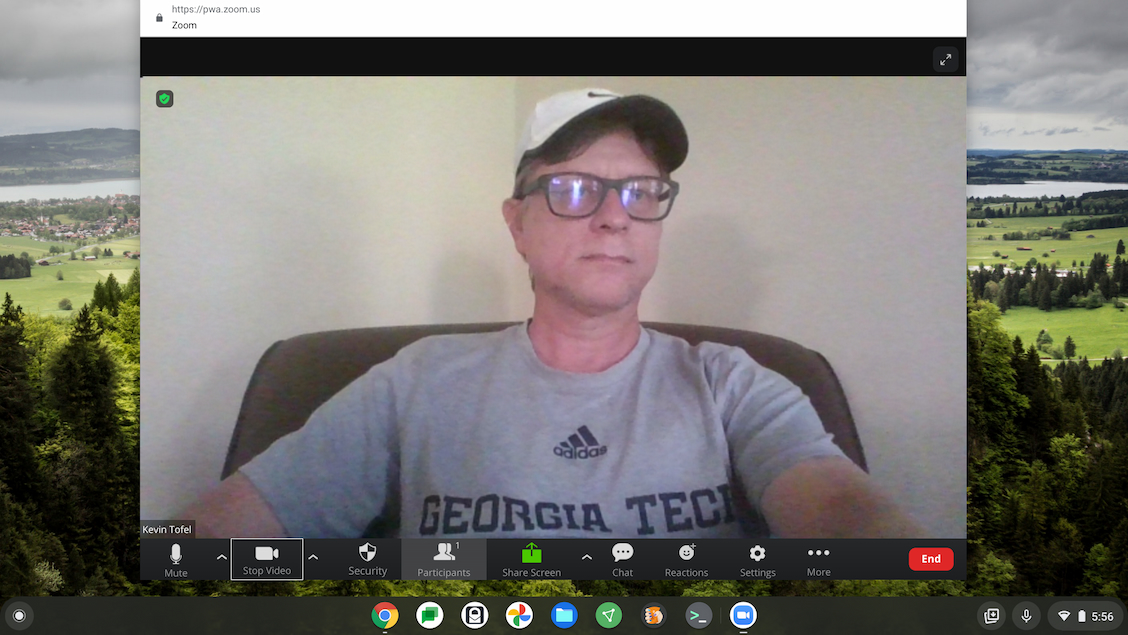 https://pwa.zoom.us
Zoom
adidas
GEORGIA TECH
Kevin Tofel
1
Mute
Stop Video
Security
Participants
Share Screen
Chat
Reactions
Settings
More
End
5:56